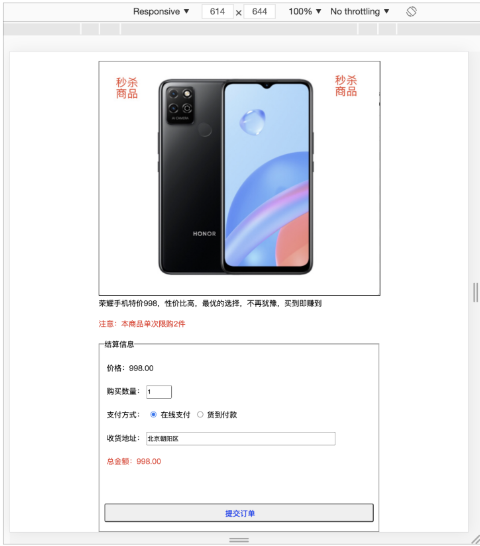 Responsive ▼ 614 × 644 100% ▼ No throttling ▼
秒杀
商品
秒杀
商品
HONOR
荣耀手机特价998，性价比高，最优的选择，不再犹豫，买到即赚到
注意：本商品单次限购2件
结算信息
价格：998.00
购买数量：1
支付方式：在线支付 货到付款
收货地址：北京朝阳区
总金额：998.00
提交订单